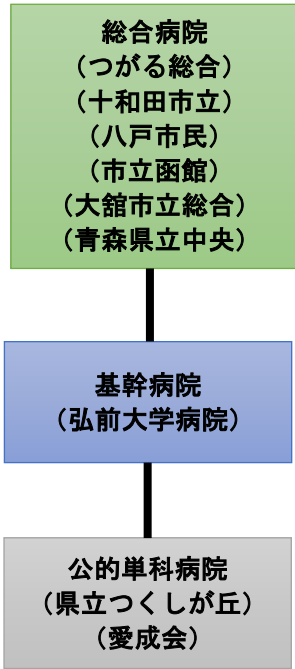 総合病院
（つがる総合）
（十和田市立）
（八戸市民）
（市立函館）
（大舘市立総合）
（青森県立中央）
基幹病院
（弘前大学病院）
公的単科病院
（県立つくしが丘）
（愛成会）